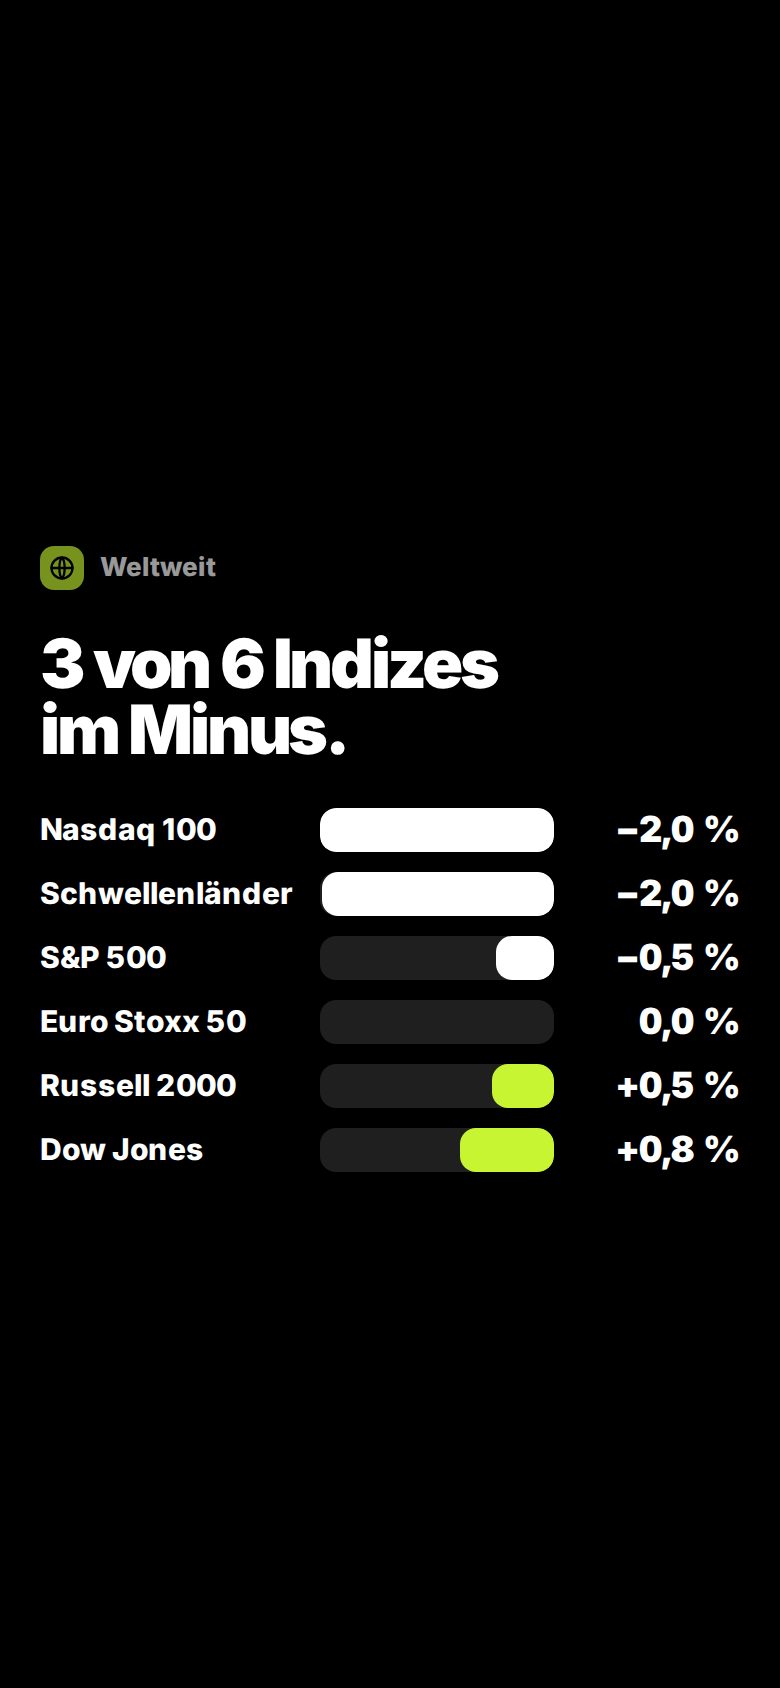 Weltweit
3 von 6 Indizes
im Minus.
Nasdaq 100 −2,0 %
Schwellenländer −2,0 %
S&P 500 −0,5 %
Euro Stoxx 50 0,0 %
Russell 2000 +0,5 %
Dow Jones +0,8 %